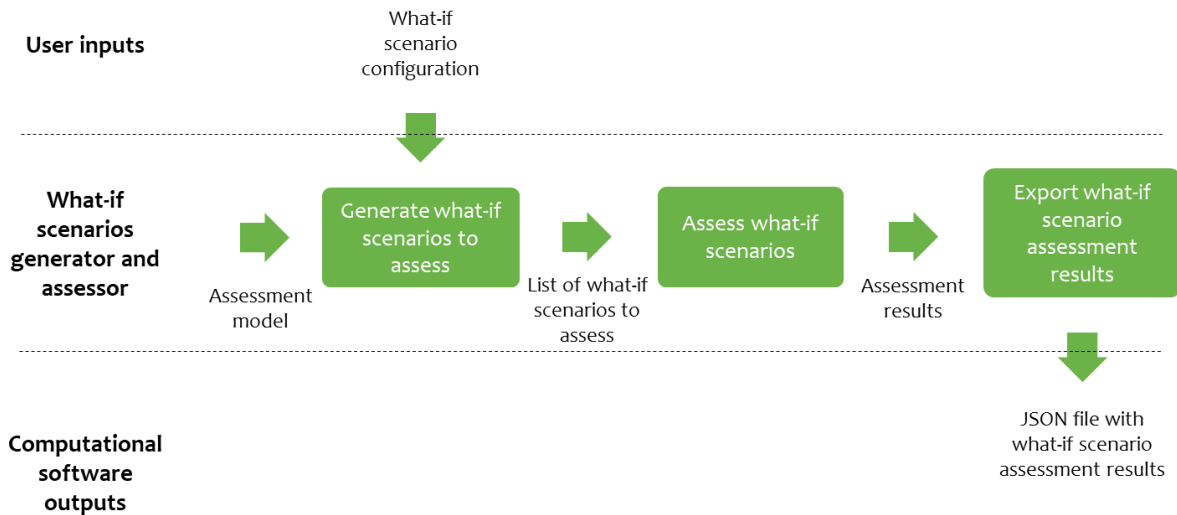 User inputs
What-if
scenario
configuration
What-if
scenarios
generator and
assessor
Assessment
model
Generate what-if
scenarios to
assess
List of what-if
scenarios to
assess
Assess what-if
scenarios
Assessment
results
Export what-if
scenario
assessment
results
Computational
software
outputs
JSON file with
what-if scenario
assessment results